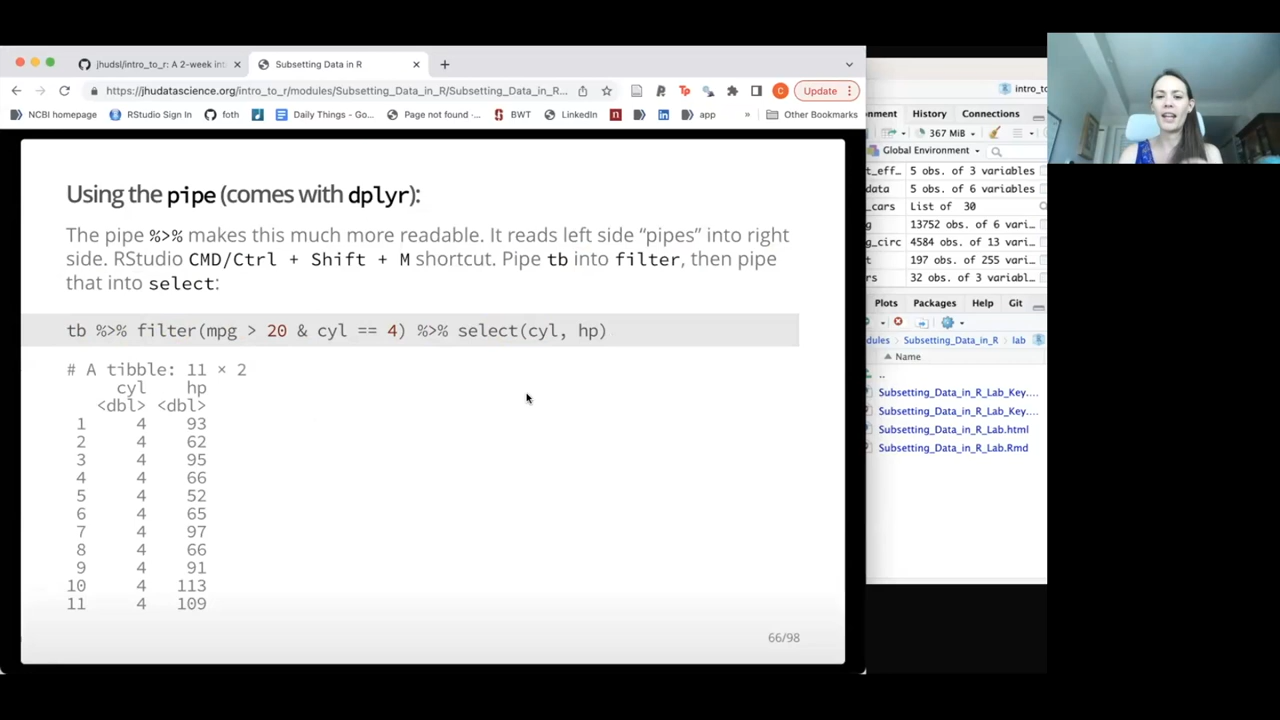 jhudsl/intro_to_r: A 2-week int
Subsetting Data in R
https://jhudatascience.org/intro_to_r/modules/Subsetting_Data_in_R/Subsetting_Data_in_R...
Update
NCBI homepage
RStudio Sign In
foth
Daily Things - Go...
Page not found · ...
BWT
LinkedIn
app
»
Other Bookmarks
Using the pipe (comes with dplyr):
The pipe %>% makes this much more readable. It reads left side “pipes” into right
side. RStudio CMD/Ctrl + Shift + M shortcut. Pipe tb into filter, then pipe
that into select:
tb %>% filter(mpg > 20 & cyl == 4) %>% select(cyl, hp)
# A tibble: 11 × 2
cyl hp
<dbl> <dbl>
1 4 93
2 4 62
3 4 95
4 4 66
5 4 52
6 4 65
7 4 97
8 4 66
9 4 91
10 4 113
11 4 109
66/98
intro_to
nment History Connections
367 MiB
Global Environment
t_eff… 5 obs. of 3 variables
data 5 obs. of 6 variables
_cars List of 30
g 13752 obs. of 6 vari…
g_circ 4584 obs. of 13 vari…
t 197 obs. of 255 vari…
rs 32 obs. of 3 variabl…
Plots Packages Help Git
dules Subsetting_Data_in_R lab
Name
..
Subsetting_Data_in_R_Lab_Key....
Subsetting_Data_in_R_Lab_Key....
Subsetting_Data_in_R_Lab.html
Subsetting_Data_in_R_Lab.Rmd